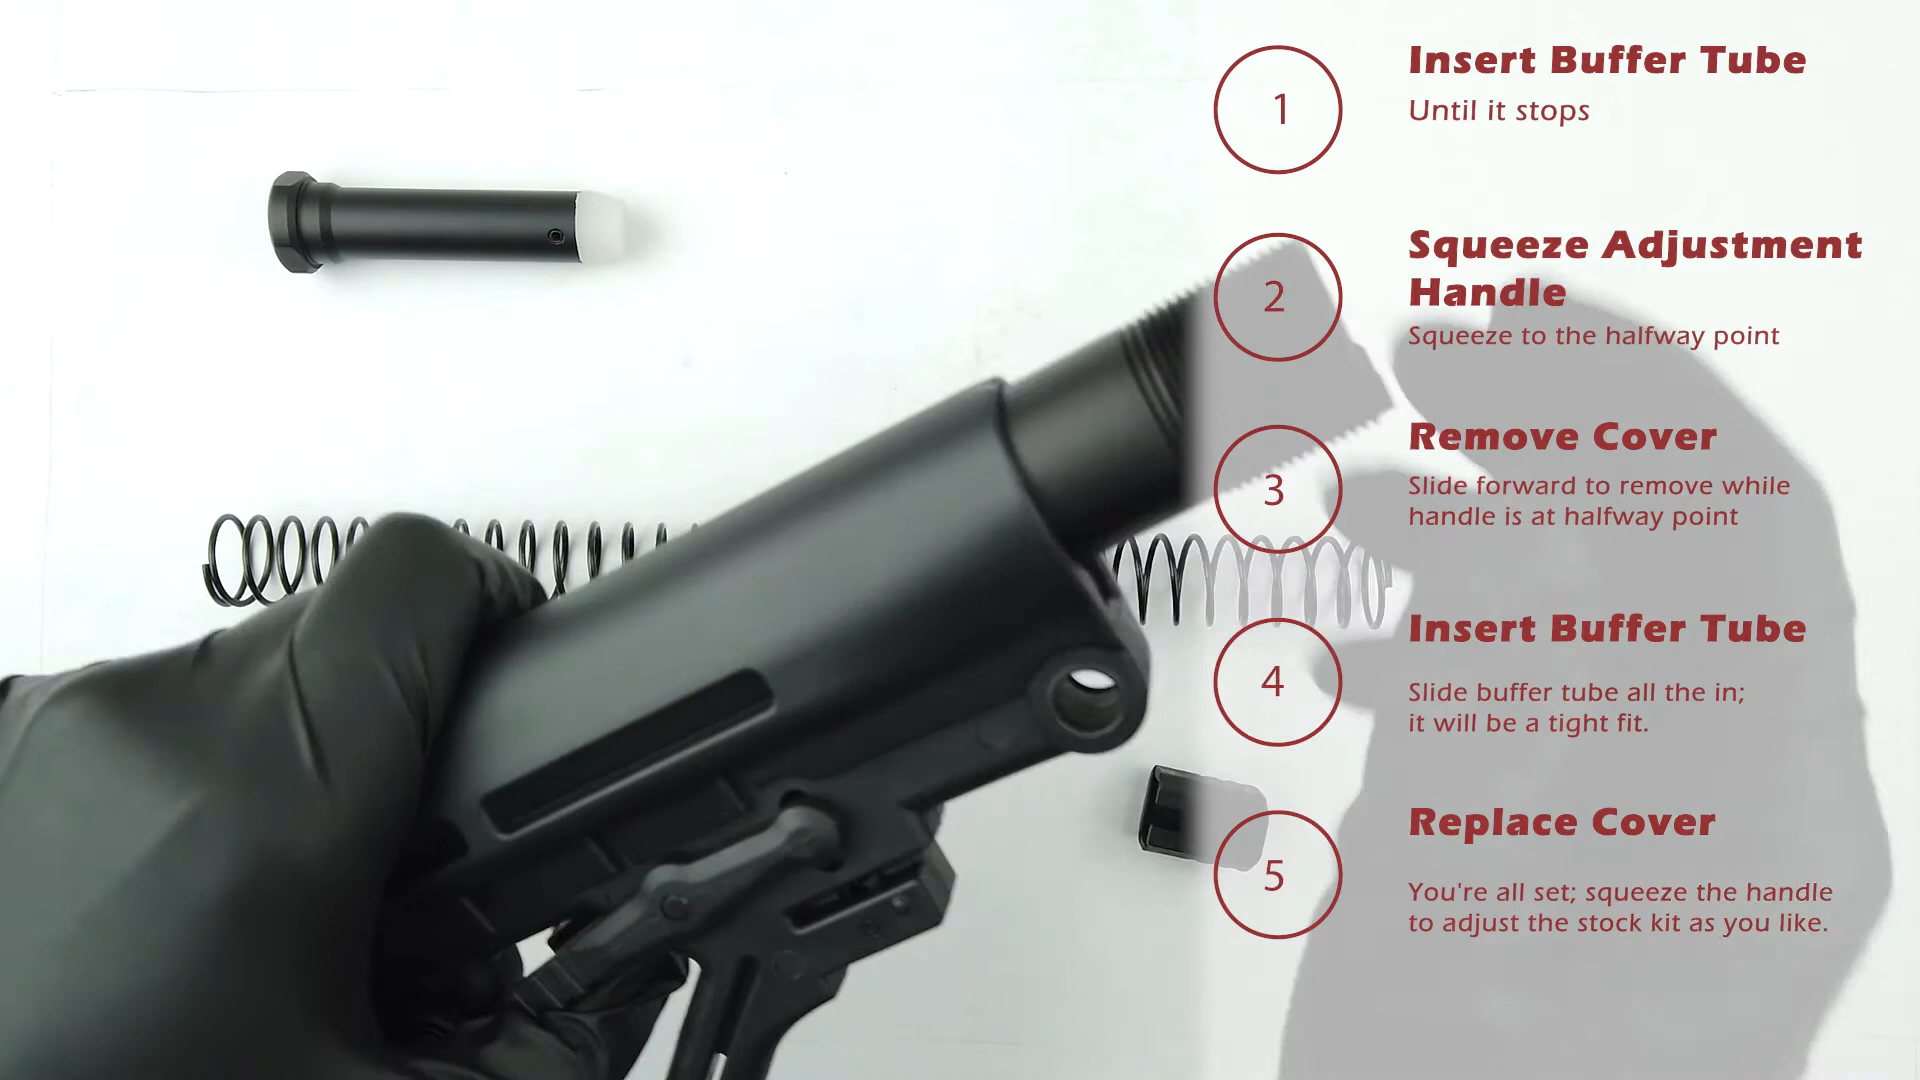 1
Insert Buffer Tube
Until it stops
2
Squeeze Adjustment
Handle
Squeeze to the halfway point
3
Remove Cover
Slide forward to remove while
handle is at halfway point
4
Insert Buffer Tube
Slide buffer tube all the in;
it will be a tight fit.
5
Replace Cover
You're all set; squeeze the handle
to adjust the stock kit as you like.